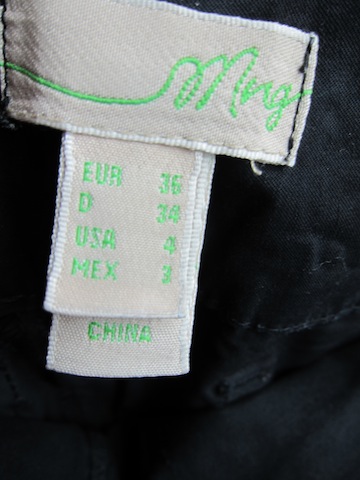 Mng
EUR 36
D 34
USA 4
MEX 3
CHINA